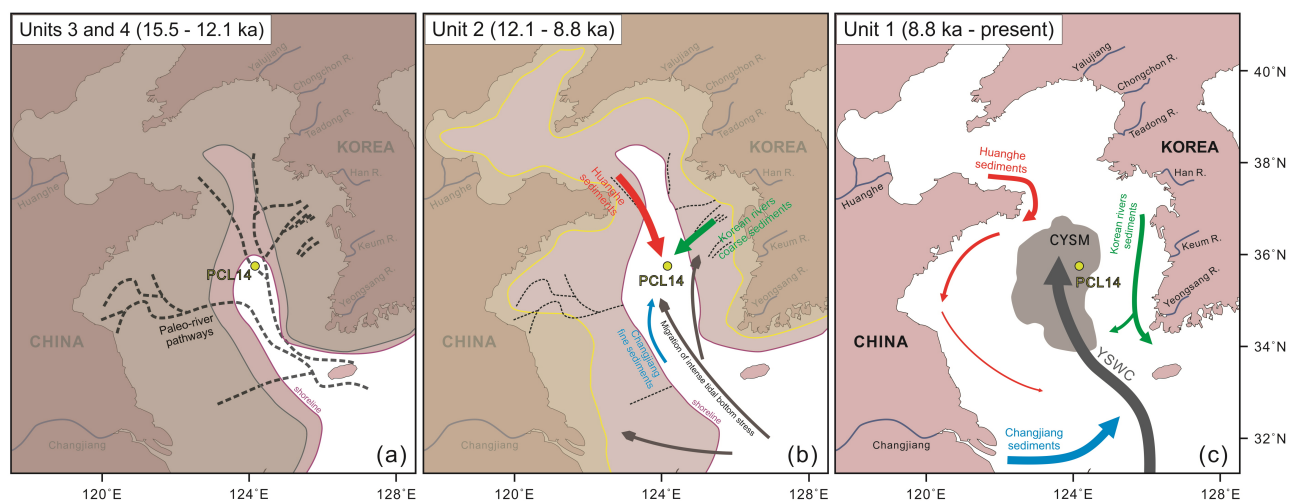 Units 3 and 4 (15.5 - 12.1 ka)
Yalujiang
Chongchon R.
Teadong R.
KOREA
Han R.
Huanghe
Keum R.
PCL14
Yeongsang R.
Paleo-river
pathways
CHINA
shoreline
Changjiang
(a)
120°E
124°E
128°E
Unit 2 (12.1 - 8.8 ka)
Yalujiang
Chongchon R.
Teadong R.
KOREA
Han R.
Huanghe
Huanghe
sediments
Korean rivers
coarse sediments
Keum R.
PCL14
Yeongsang R.
Changjiang
fine sediments
Migration of intense tidal bottom stress
CHINA
shoreline
Changjiang
(b)
120°E
124°E
128°E
Unit 1 (8.8 ka - present)
Yalujiang
Chongchon R.
Teadong R.
KOREA
Han R.
Huanghe
Huanghe
sediments
Korean rivers
sediments
Keum R.
CYSM
PCL14
Yeongsang R.
CHINA
YSWC
Changjiang
sediments
Changjiang
(c)
40°N
38°N
36°N
34°N
32°N
120°E
124°E
128°E